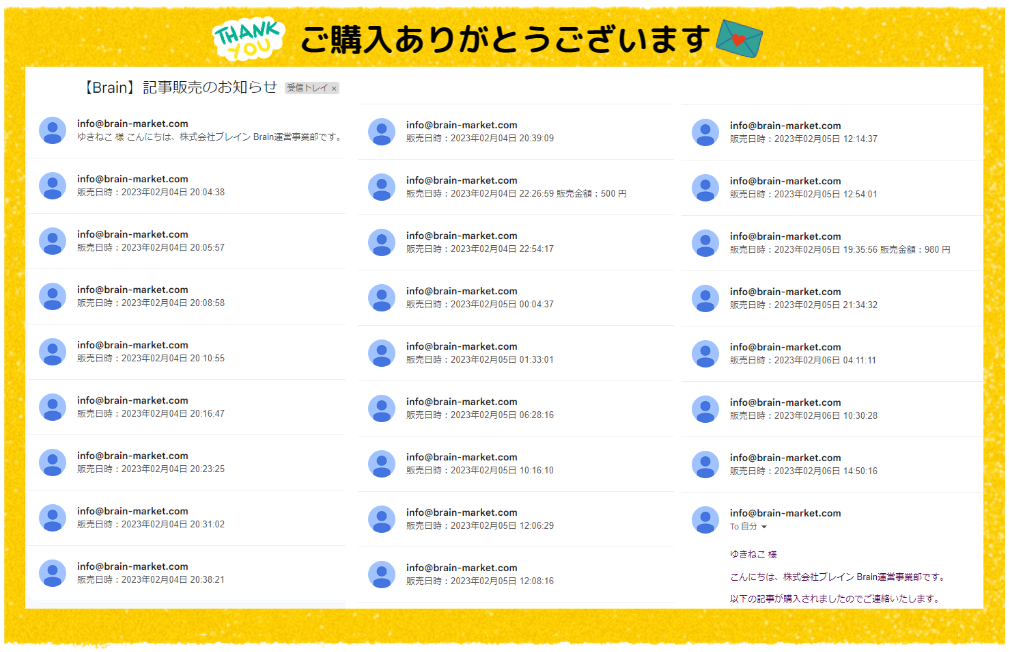 THANK YOU
ご購入ありがとうございます
【Brain】記事販売のお知らせ 受信トレイ ×
info@brain-market.com
ゆきねこ 様 こんにちは、株式会社ブレイン Brain運営事業部です。
info@brain-market.com
販売日時：2023年02月04日 20:04:38
info@brain-market.com
販売日時：2023年02月04日 20:05:57
info@brain-market.com
販売日時：2023年02月04日 20:08:58
info@brain-market.com
販売日時：2023年02月04日 20:10:55
info@brain-market.com
販売日時：2023年02月04日 20:16:47
info@brain-market.com
販売日時：2023年02月04日 20:23:25
info@brain-market.com
販売日時：2023年02月04日 20:31:02
info@brain-market.com
販売日時：2023年02月04日 20:38:21
info@brain-market.com
販売日時：2023年02月04日 20:39:09
info@brain-market.com
販売日時：2023年02月04日 22:26:59 販売金額：500 円
info@brain-market.com
販売日時：2023年02月04日 22:54:17
info@brain-market.com
販売日時：2023年02月05日 00:04:37
info@brain-market.com
販売日時：2023年02月05日 01:33:01
info@brain-market.com
販売日時：2023年02月05日 06:28:16
info@brain-market.com
販売日時：2023年02月05日 10:16:10
info@brain-market.com
販売日時：2023年02月05日 12:06:29
info@brain-market.com
販売日時：2023年02月05日 12:08:16
info@brain-market.com
販売日時：2023年02月05日 12:14:37
info@brain-market.com
販売日時：2023年02月05日 12:54:01
info@brain-market.com
販売日時：2023年02月05日 19:35:56 販売金額：980 円
info@brain-market.com
販売日時：2023年02月05日 21:34:32
info@brain-market.com
販売日時：2023年02月06日 04:11:11
info@brain-market.com
販売日時：2023年02月06日 10:30:28
info@brain-market.com
販売日時：2023年02月06日 14:50:16
info@brain-market.com
To 自分
ゆきねこ 様
こんにちは、株式会社ブレイン Brain運営事業部です。
以下の記事が購入されましたのでご連絡いたします。